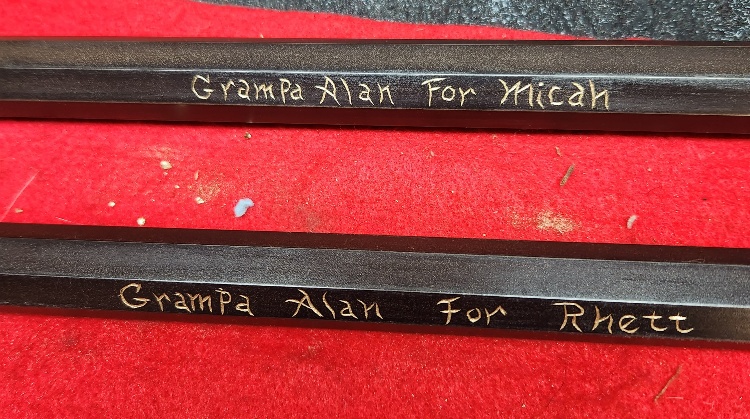 Grampa Alan For Micah
Grampa Alan For Rhett